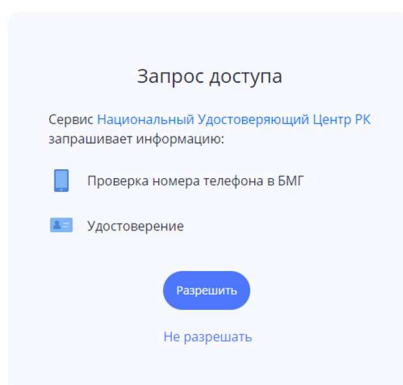 Запрос доступа
Сервис Национальный Удостоверяющий Центр РК
запрашивает информацию:
Проверка номера телефона в БМГ
Удостоверение
Разрешить
Не разрешать